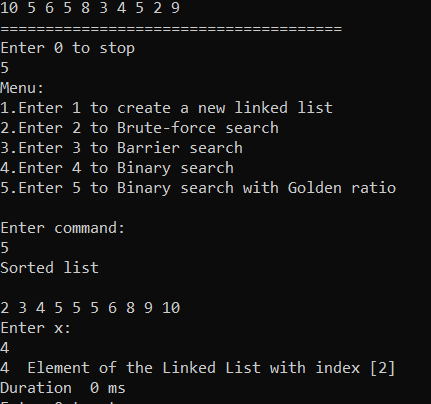 10 5 6 5 8 3 4 5 2 9
======================================
Enter 0 to stop
5
Menu:
1.Enter 1 to create a new linked list
2.Enter 2 to Brute-force search
3.Enter 3 to Barrier search
4.Enter 4 to Binary search
5.Enter 5 to Binary search with Golden ratio
Enter command:
5
Sorted list
2 3 4 5 5 5 6 8 9 10
Enter x:
4
4  Element of the Linked List with index [2]
Duration  0 ms